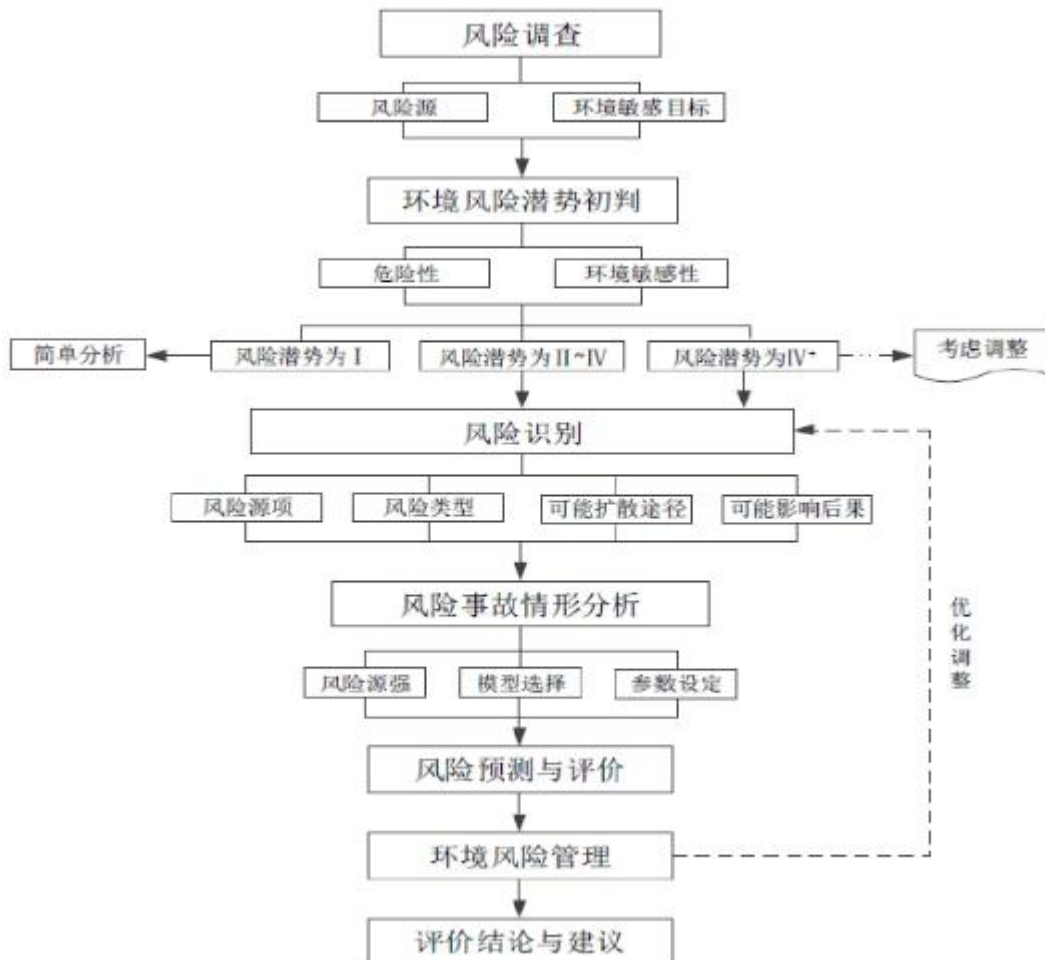 风险调查
风险源
环境敏感目标
环境风险潜势初判
危险性
环境敏感性
简单分析
风险潜势为Ⅰ
风险潜势为Ⅱ~Ⅳ
风险潜势为Ⅳ+
考虑调整
风险识别
风险源项
风险类型
可能扩散途径
可能影响后果
风险事故情形分析
优化调整
风险源强
模型选择
参数设定
风险预测与评价
环境风险管理
评价结论与建议